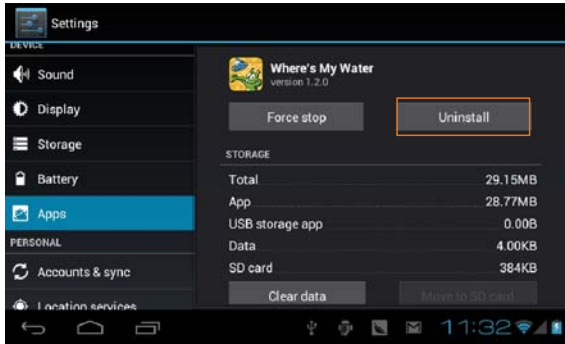 Settings
DEVICE
Sound
Display
Storage
Battery
Apps
PERSONAL
Accounts & sync
Location services
Where's My Water
version 1.2.0
Force stop
Uninstall
STORAGE
Total 29.15MB
App 28.77MB
USB storage app 0.00B
Data 4.00KB
SD card 384KB
Clear data
Move to SD card
11:32